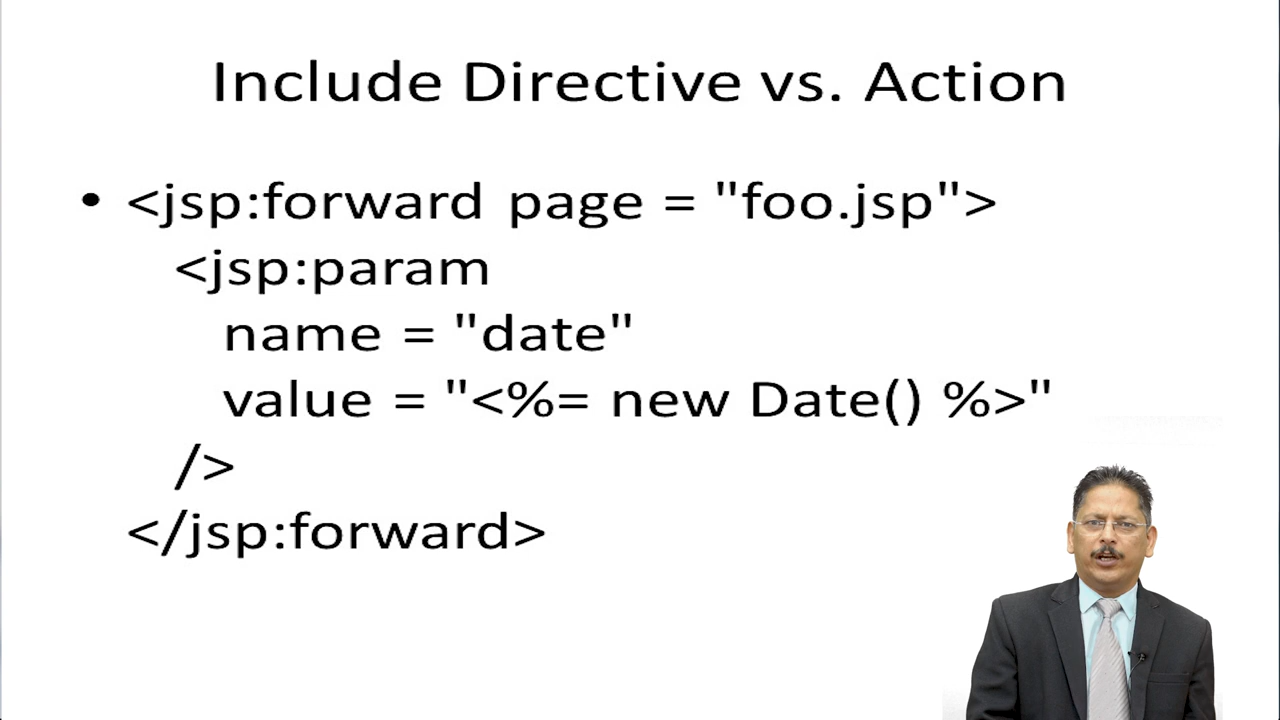 Include Directive vs. Action
• <jsp:forward page = "foo.jsp">
<jsp:param
name = "date"
value = "<%= new Date() %>"
/>
</jsp:forward>